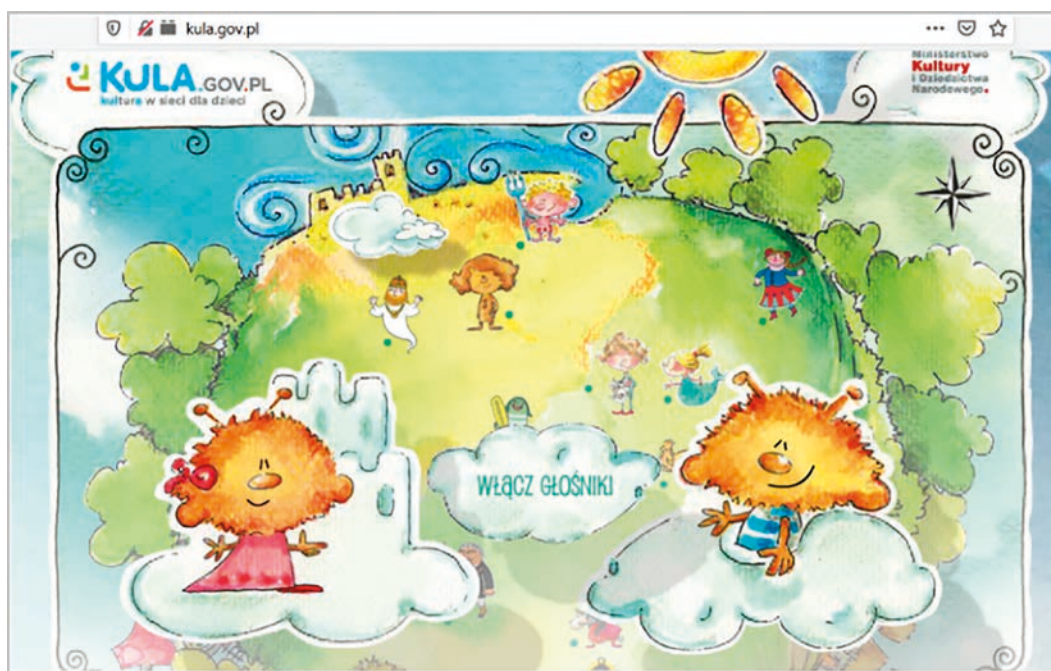 kula.gov.pl
KULA.GOV.PL
kultura w sieci dla dzieci
Ministerstwo
Kultury
i Dziedzictwa
Narodowego.
WŁĄCZ GŁOŚNIKI